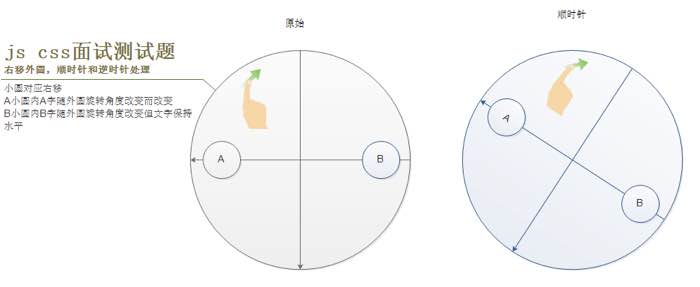 原始
顺时针
js css面试测试题
右移外圆，顺时针和逆时针处理
小圆对应右移
A小圆内A字随外圆旋转角度改变而改变
B小圆内B字随外圆旋转角度改变但文字保持
水平
A
B
A
B